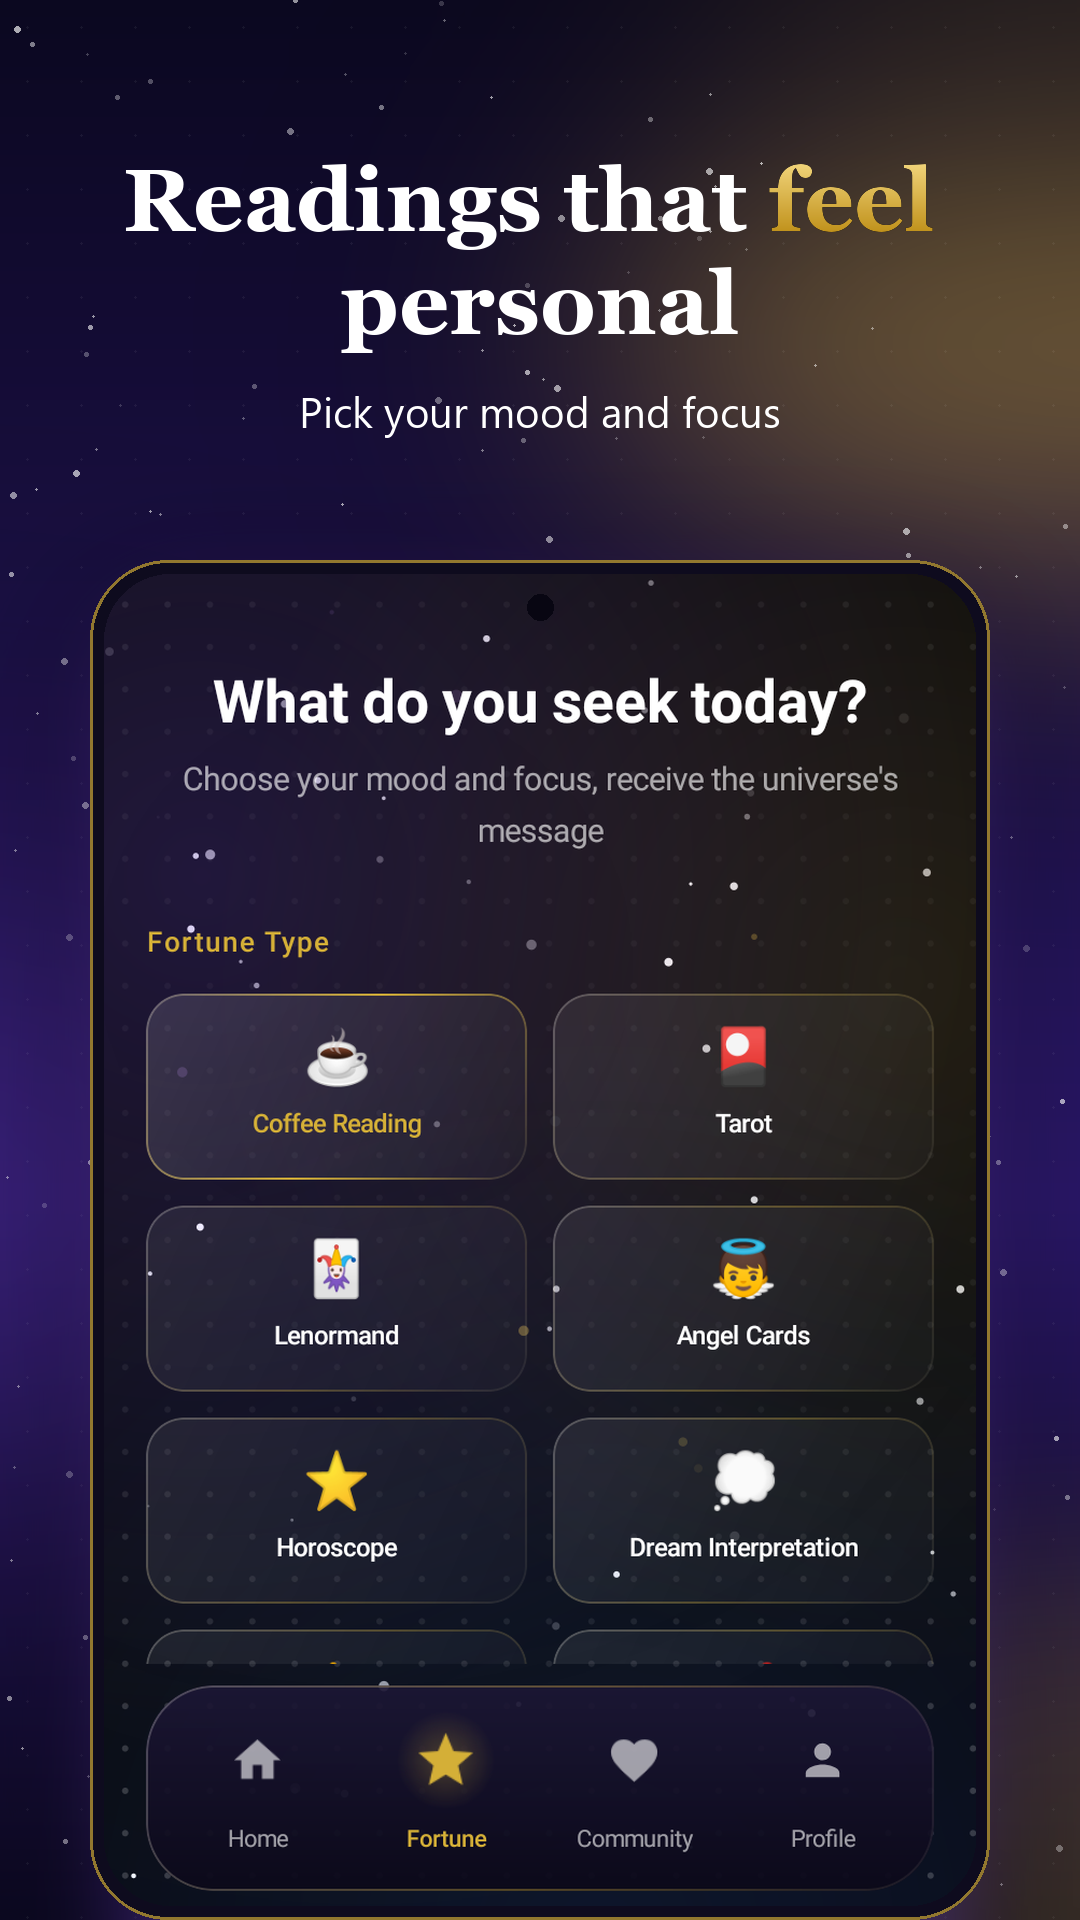 Readings that feel
personal
Pick your mood and focus
What do you seek today?
Choose your mood and focus, receive the universe's
message
Fortune Type
Coffee Reading
Tarot
Lenormand
Angel Cards
Horoscope
Dream Interpretation
Home
Fortune
Community
Profile